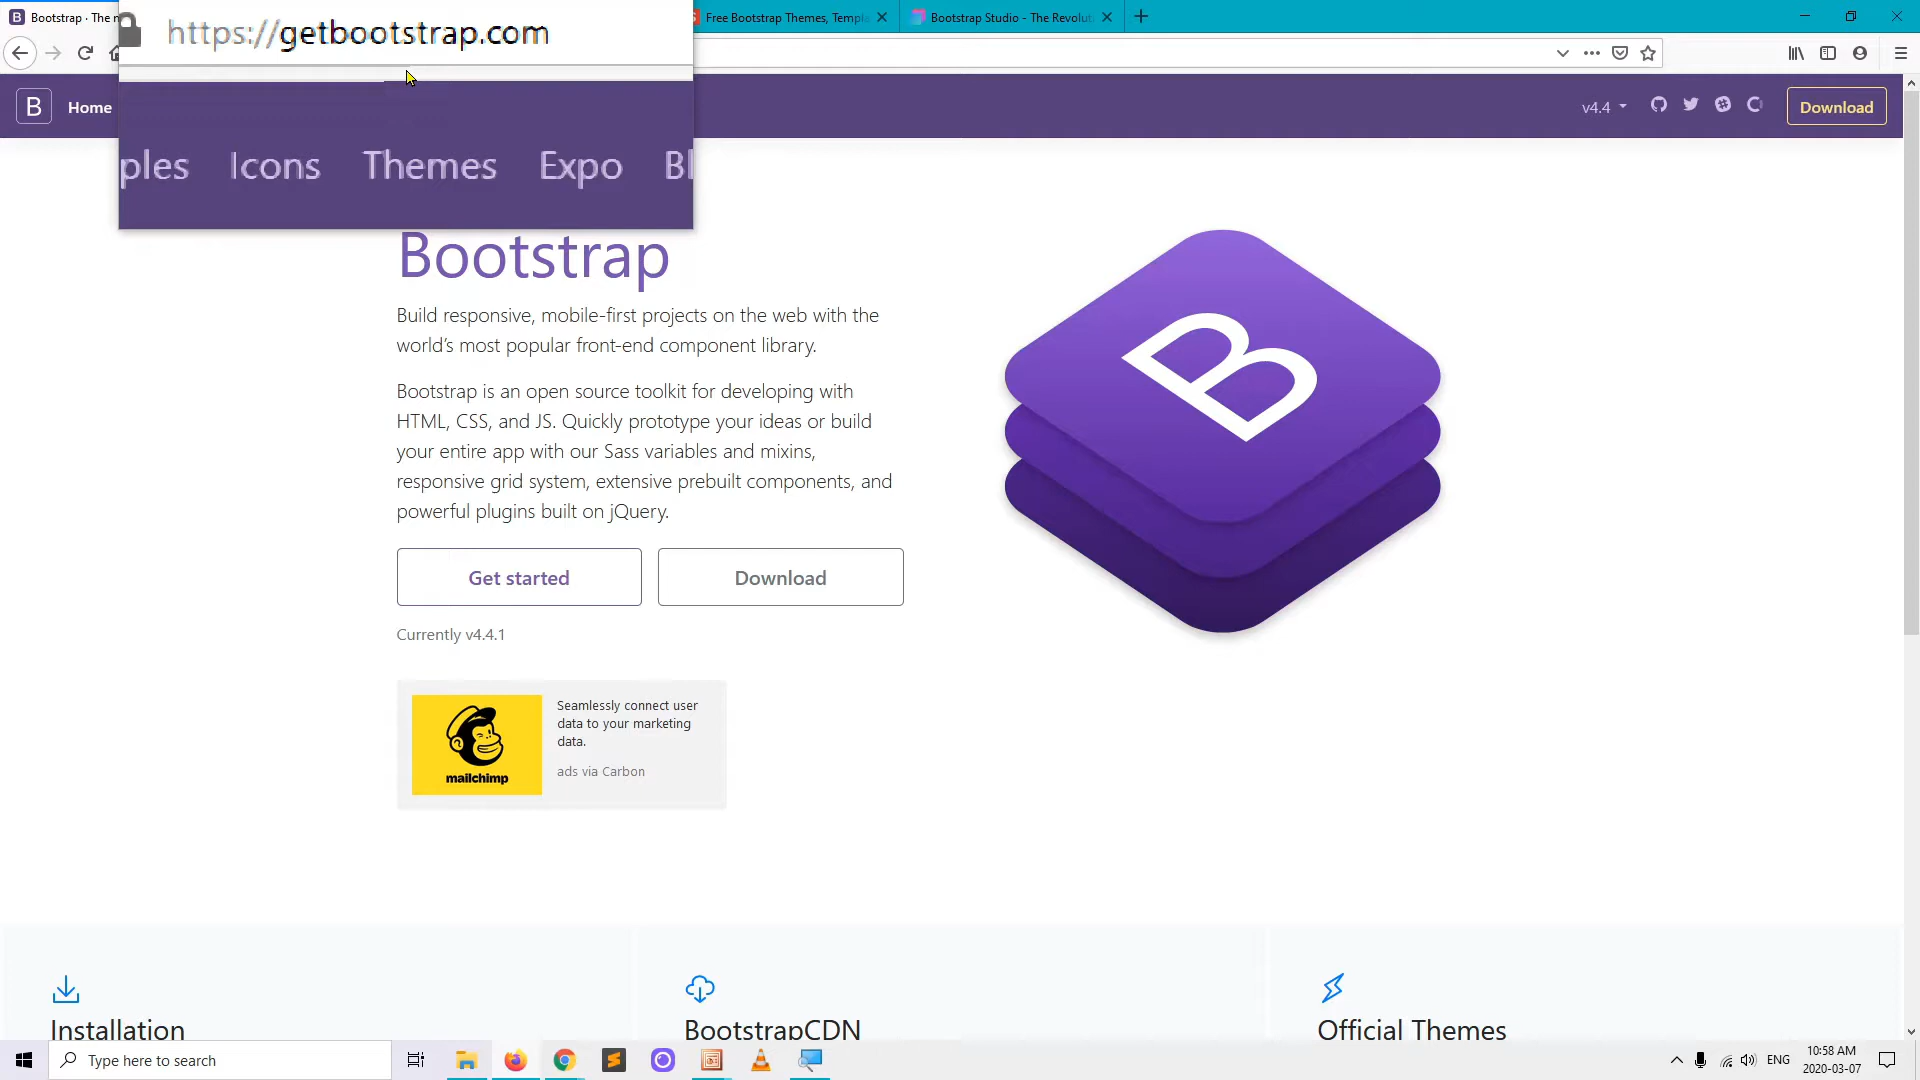 Bootstrap · The m
Free Bootstrap Themes, Templa
Bootstrap Studio - The Revolut
https://getbootstrap.com
B
Home
ples
Icons
Themes
Expo
Bl
v4.4
Download
Bootstrap
Build responsive, mobile-first projects on the web with the
world’s most popular front-end component library.
Bootstrap is an open source toolkit for developing with
HTML, CSS, and JS. Quickly prototype your ideas or build
your entire app with our Sass variables and mixins,
responsive grid system, extensive prebuilt components, and
powerful plugins built on jQuery.
Get started
Download
Currently v4.4.1
B
mailchimp
Seamlessly connect user
data to your marketing
data.
ads via Carbon
Installation
BootstrapCDN
Official Themes
Type here to search
ENG
10:58 AM
2020-03-07